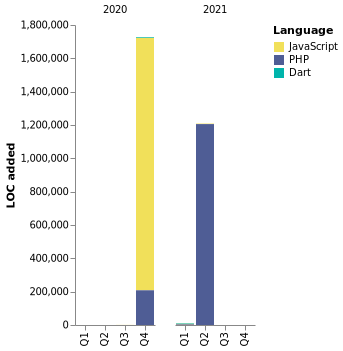 2020 2021
Language
JavaScript
PHP
Dart
LOC added
1,800,000
1,600,000
1,400,000
1,200,000
1,000,000
800,000
600,000
400,000
200,000
0
Q1 Q2 Q3 Q4 Q1 Q2 Q3 Q4